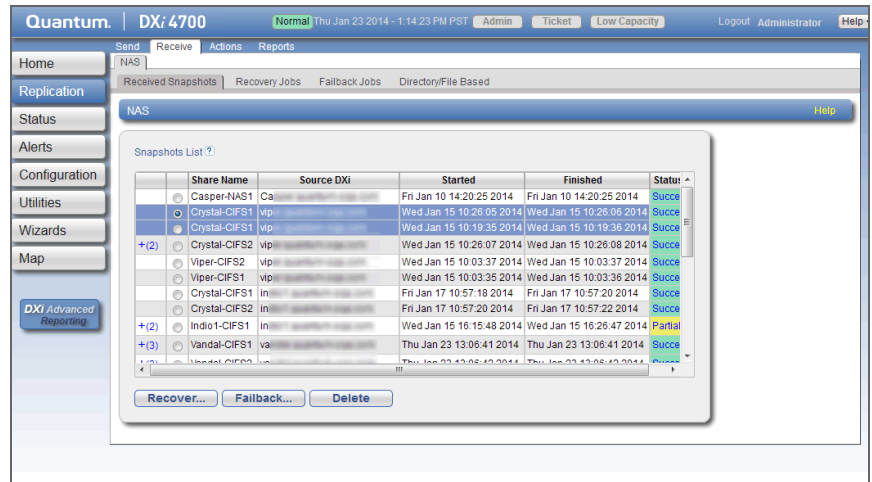 Quantum. DXi4700 Normal Thu Jan 23 2014 - 1:14:23 PM PST Admin Ticket Low Capacity Logout Administrator Help
Send Receive Actions Reports
Home
NAS
Received Snapshots Recovery Jobs Failback Jobs Directory/File Based
Replication
NAS Help
Status
Alerts
Snapshots List ?
Configuration
Share Name Source DXi Started Finished Status
Utilities
Casper-NAS1 Ca Fri Jan 10 14:20:25 2014 Fri Jan 10 14:20:25 2014 Succe
Crystal-CIFS1 vip Wed Jan 15 10:26:05 2014 Wed Jan 15 10:26:06 2014 Succe
Wizards
Crystal-CIFS1 vip Wed Jan 15 10:19:35 2014 Wed Jan 15 10:19:36 2014 Succe
+(2) Crystal-CIFS2 vip Wed Jan 15 10:26:07 2014 Wed Jan 15 10:26:08 2014 Succe
Map
Viper-CIFS2 vip Wed Jan 15 10:03:37 2014 Wed Jan 15 10:03:37 2014 Succe
Viper-CIFS1 vip Wed Jan 15 10:03:35 2014 Wed Jan 15 10:03:36 2014 Succe
Crystal-CIFS1 in Fri Jan 17 10:57:18 2014 Fri Jan 17 10:57:20 2014 Succe
DXi Advanced
Reporting
Crystal-CIFS2 in Fri Jan 17 10:57:20 2014 Fri Jan 17 10:57:22 2014 Succe
+(2) Indio1-CIFS1 in Wed Jan 15 16:15:48 2014 Wed Jan 15 16:26:47 2014 Partial
+(3) Vandal-CIFS1 va Thu Jan 23 13:06:41 2014 Thu Jan 23 13:06:41 2014 Succe
Recover... Failback... Delete